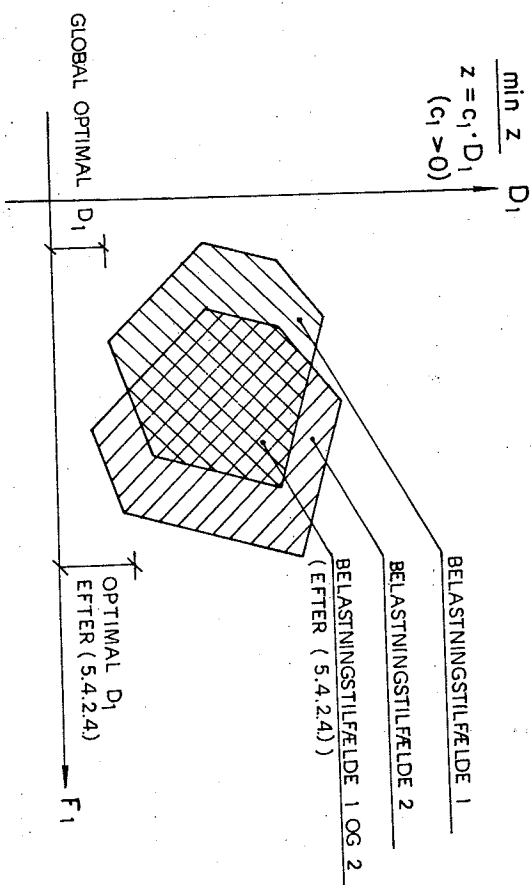 min z
z = c₁·D₁
(c₁ >0)
D₁
GLOBAL OPTIMAL D₁
BELASTNINGSTILFÆLDE 1
BELASTNINGSTILFÆLDE 2
BELASTNINGSTILFÆLDE 1 OG 2
(EFTER (5.4.2.4))
OPTIMAL D₁
EFTER (5.4.2.4.)
F₁